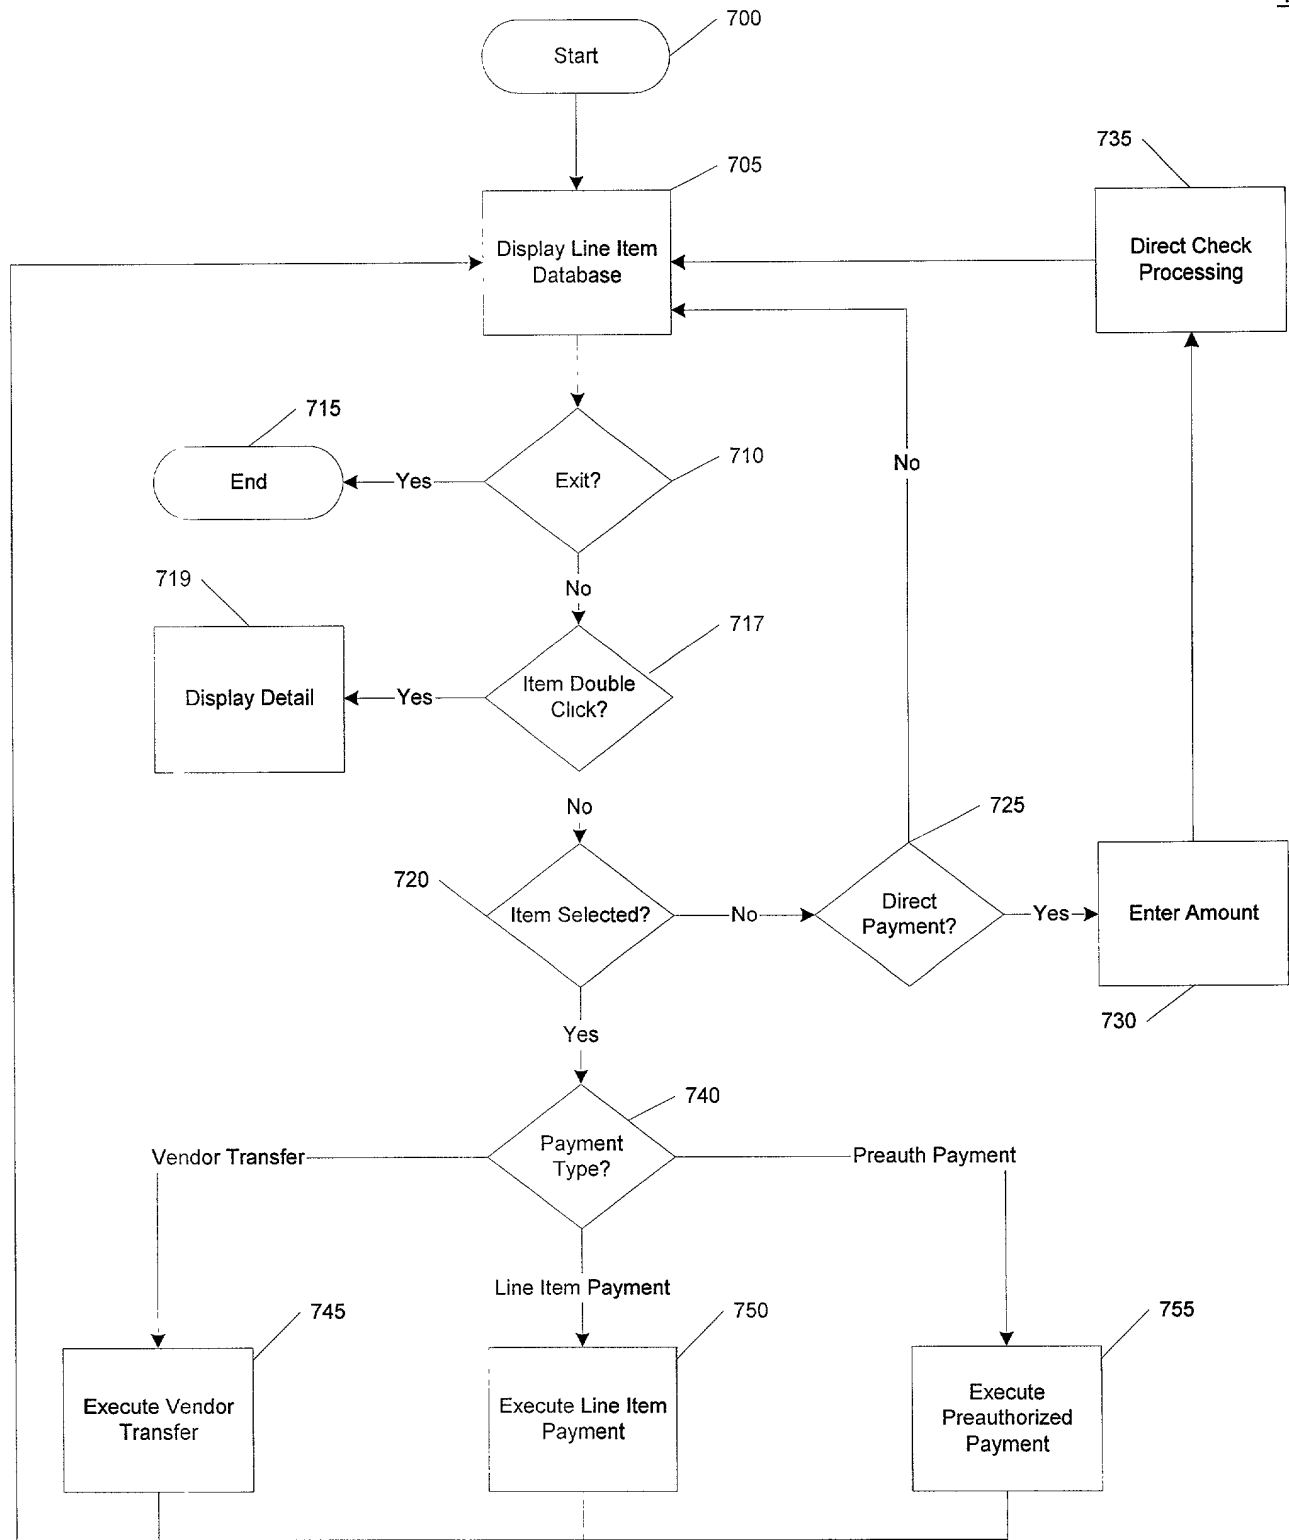 700
Start
735
705
Display Line Item
Database
Direct Check
Processing
715
710
No
End
Yes
Exit?
719
No
717
Display Detail
Yes
Item Double
Click?
No
725
720
Item Selected?
No
Direct
Payment?
Yes
Enter Amount
730
Yes
740
Vendor Transfer
Payment
Type?
Preauth Payment
Line Item Payment
745
750
755
Execute Vendor
Transfer
Execute Line Item
Payment
Execute
Preauthorized
Payment